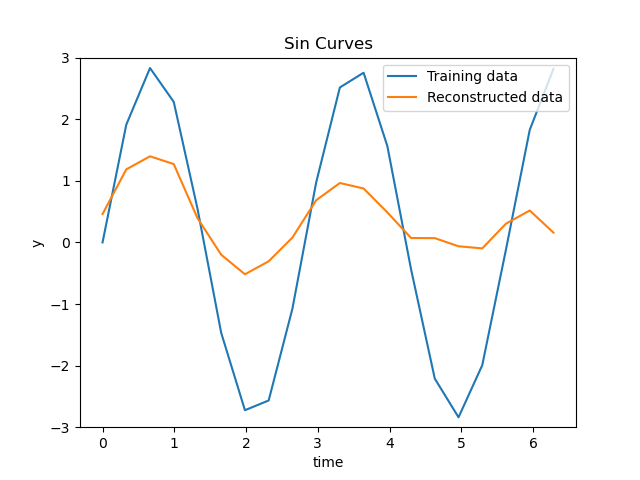 Sin Curves
Training data
Reconstructed data
3
2
1
0
−1
−2
−3
y
0 1 2 3 4 5 6
time